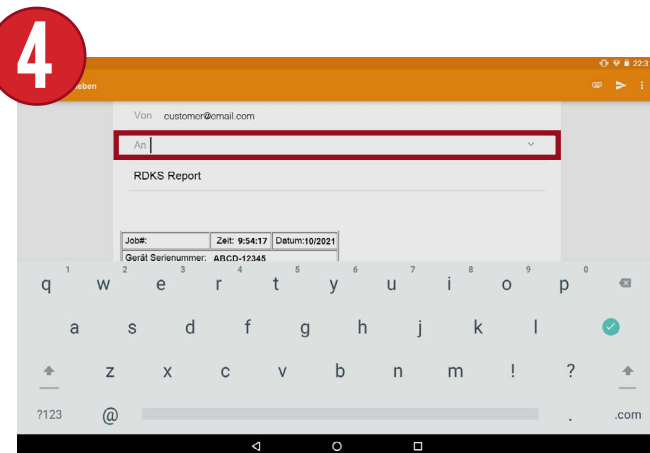 4
22:3
eben
Von customer@email.com
An
RDKS Report
Job#: Zeit: 9:54:17 Datum:10/2021
Gerät Serienummer: ABCD-12345
1 2 3 4 5 6 7 8 9 0
q w e r t y u i o p
a s d f g h j k l
z x c v b n m ! ?
?123 @ . .com